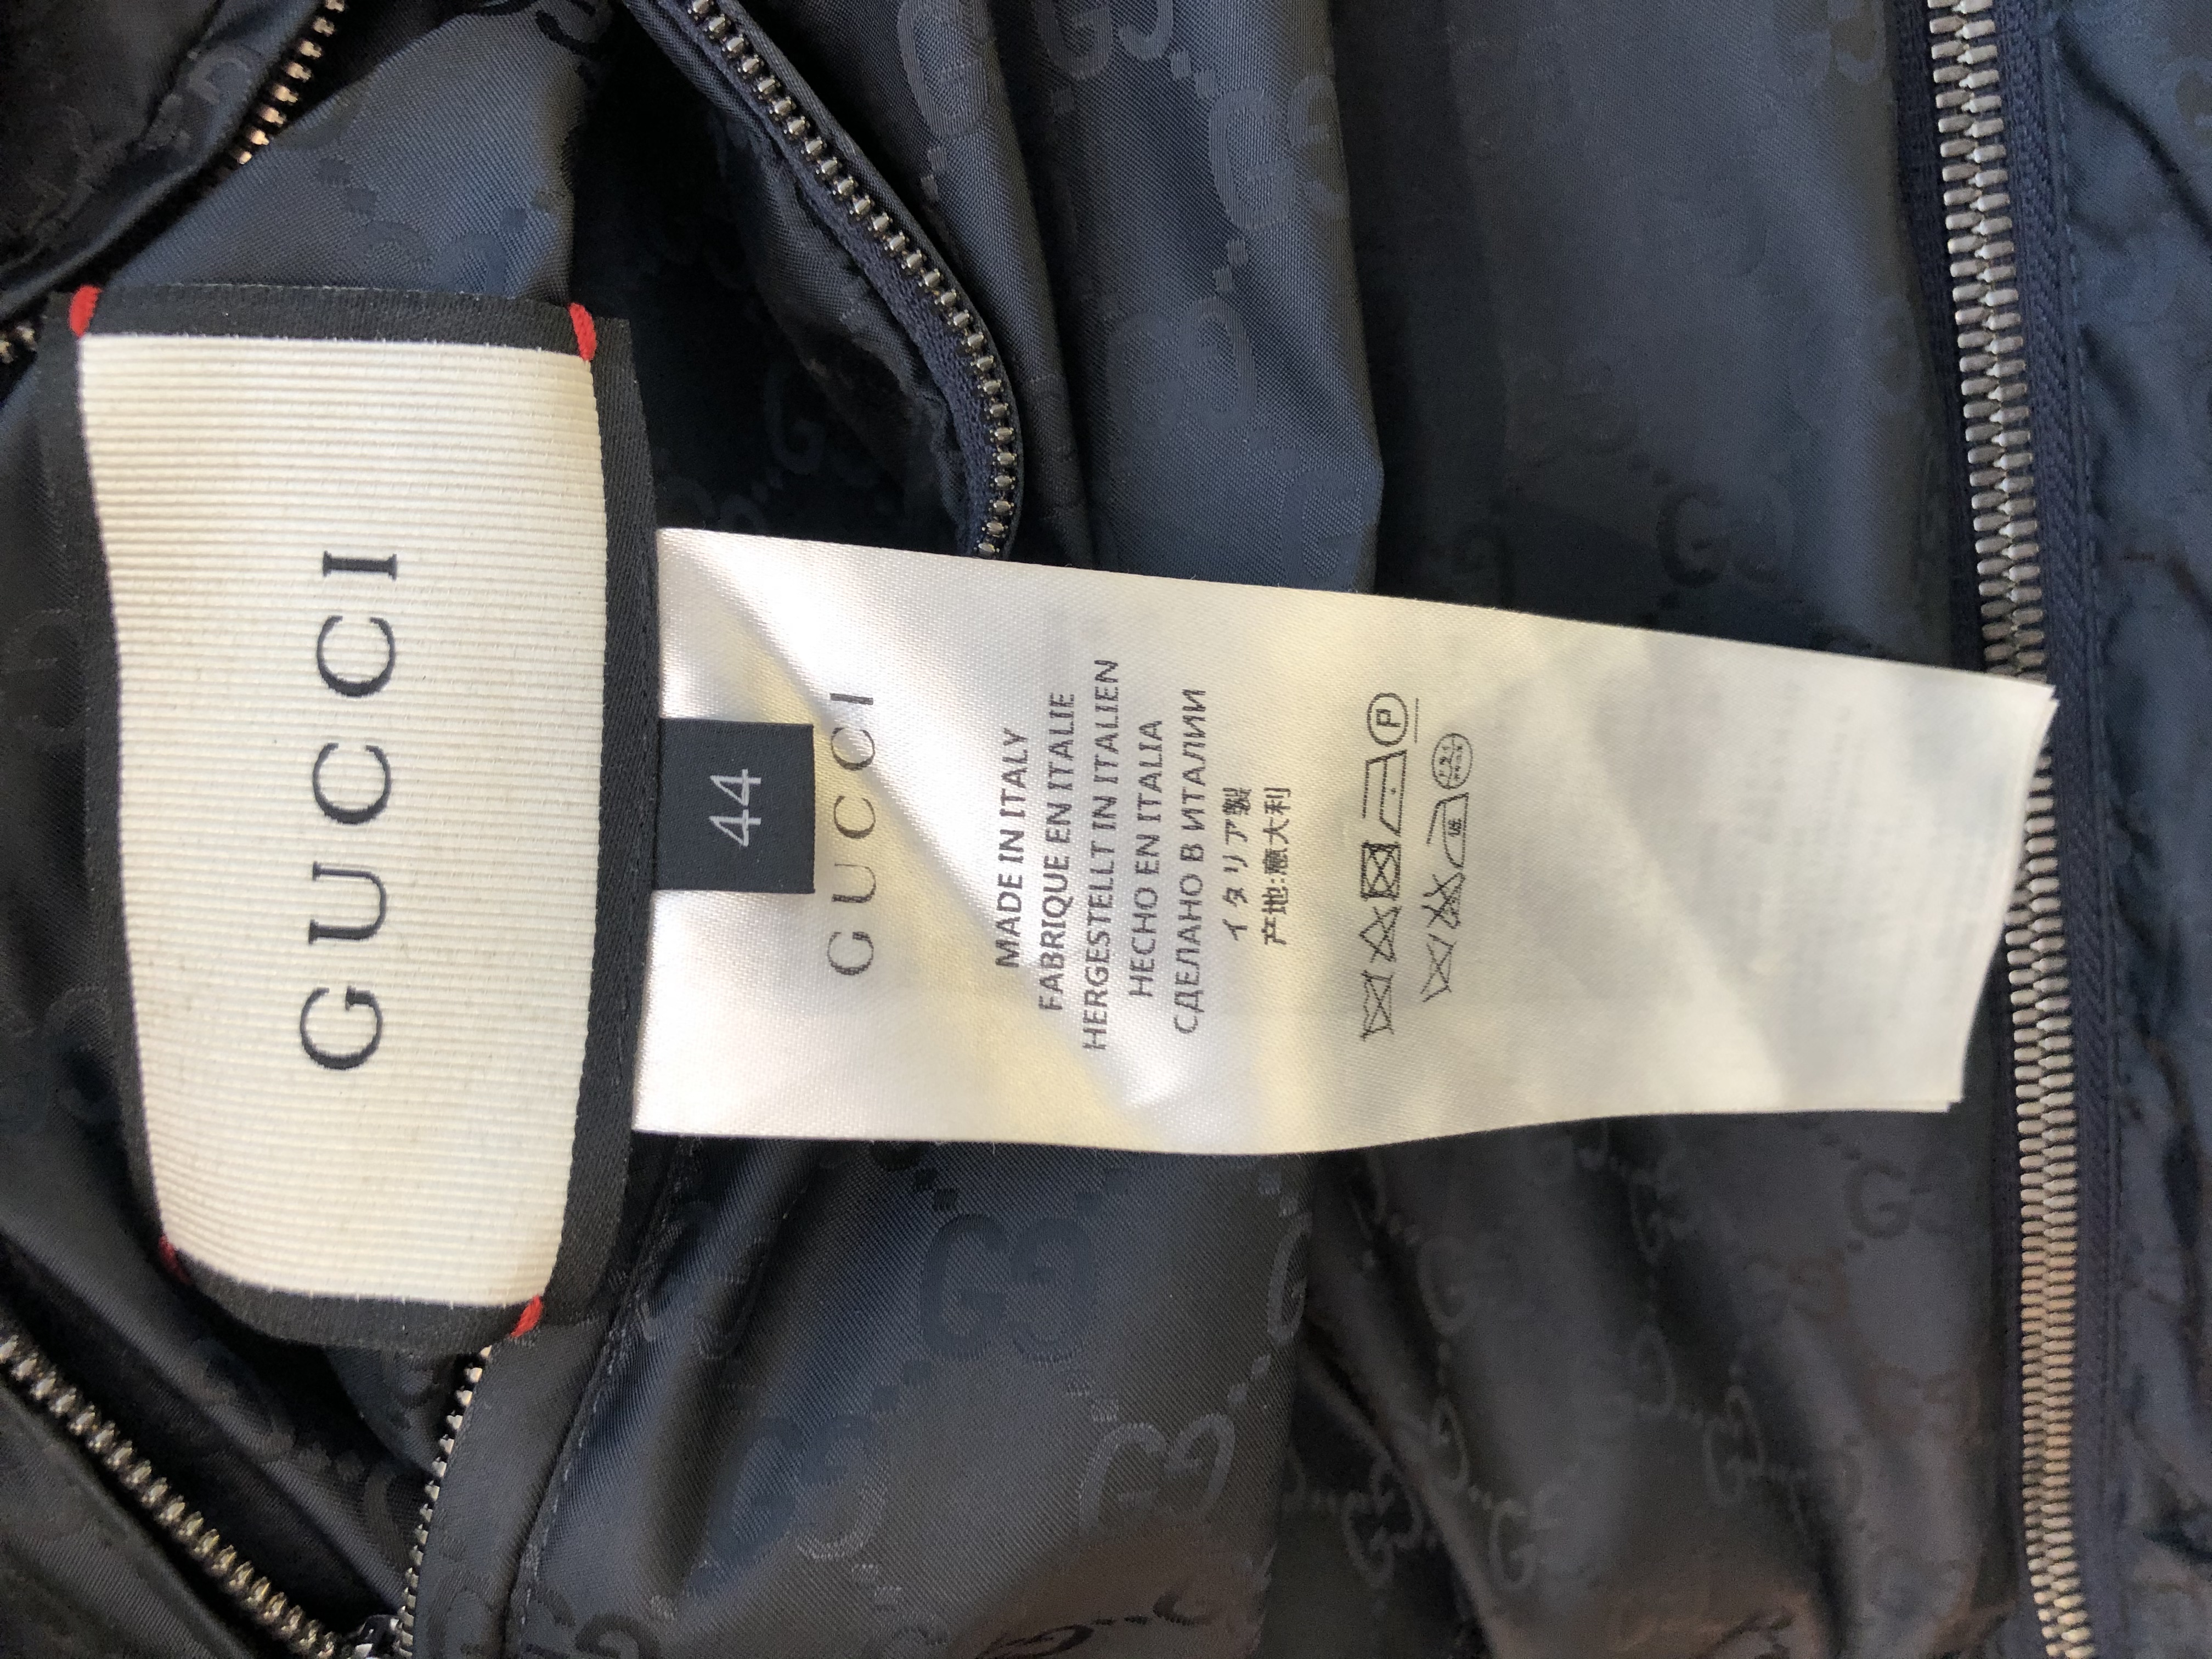 GUCCI
44
GUCCI
MADE IN ITALY
FABRIQUE EN ITALIE
HERGESTELLT IN ITALIEN
HECHO EN ITALIA
СДЕЛАНО В ИТАЛИИ
イタリア製
产地:意大利
P